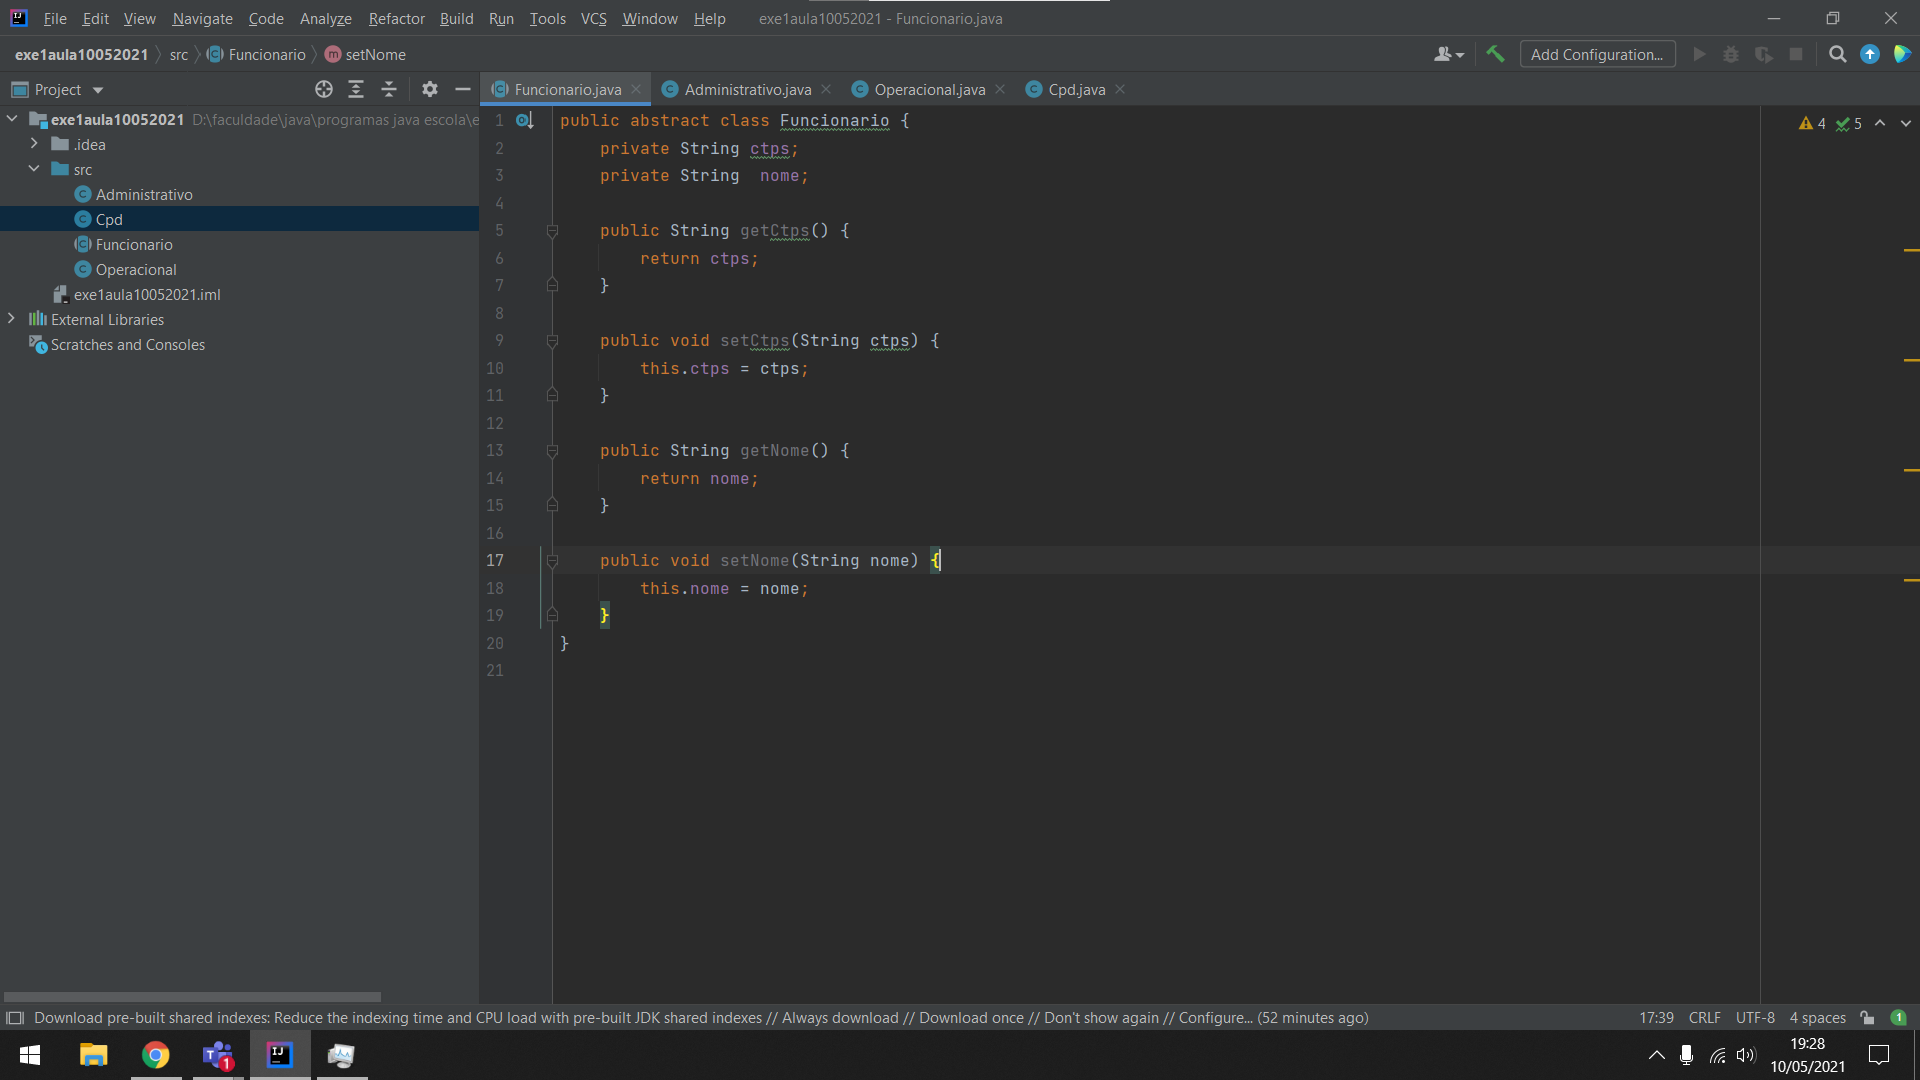 File Edit View Navigate Code Analyze Refactor Build Run Tools VCS Window Help exe1aula10052021 - Funcionario.java
exe1aula10052021 src Funcionario setNome Add Configuration...
Project Funcionario.java Administrativo.java Operacional.java Cpd.java
exe1aula10052021 D:\faculdade\java\programas java escola\e
.idea
src
Administrativo
Cpd
Funcionario
Operacional
exe1aula10052021.iml
External Libraries
Scratches and Consoles
1 public abstract class Funcionario {
2 private String ctps;
3 private String  nome;
4
5 public String getCtps() {
6 return ctps;
7 }
8
9 public void setCtps(String ctps) {
10 this.ctps = ctps;
11 }
12
13 public String getNome() {
14 return nome;
15 }
16
17 public void setNome(String nome) {
18 this.nome = nome;
19 }
20 }
21
4 5
Download pre-built shared indexes: Reduce the indexing time and CPU load with pre-built JDK shared indexes // Always download // Download once // Don't show again // Configure... (52 minutes ago) 17:39 CRLF UTF-8 4 spaces 1
19:28
10/05/2021